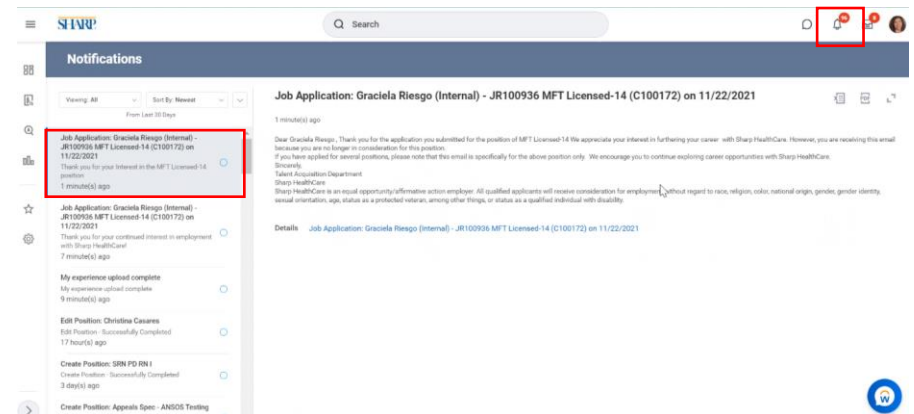 SHARP
Search
Notifications
Viewing: All
Sort By: Newest
From Last 30 Days
Job Application: Graciela Riesgo (Internal) -
JR100936 MFT Licensed-14 (C100172) on
11/22/2021
Thank you for your interest in the MFT Licensed-14
position
1 minute(s) ago
Job Application: Graciela Riesgo (Internal) -
JR100936 MFT Licensed-14 (C100172) on
11/22/2021
Thank you for your continued interest in employment
with Sharp HealthCare!
7 minute(s) ago
My experience upload complete
My experience upload complete
9 minute(s) ago
Edit Position: Christina Casares
Edit Position - Successfully Completed
17 hour(s) ago
Create Position: SRN PD RN I
Create Position - Successfully Completed
3 day(s) ago
Create Position: Appeals Spec - ANSOS Testing
Job Application: Graciela Riesgo (Internal) - JR100936 MFT Licensed-14 (C100172) on 11/22/2021
1 minute(s) ago
Dear Graciela Riesgo , Thank you for the application you submitted for the position of MFT Licensed-14 We appreciate your interest in furthering your career with Sharp HealthCare. However, you are receiving this email
because you are no longer in consideration for this position.
If you have applied for several positions, please note that this email is specifically for the above position only. We encourage you to continue exploring career opportunities with Sharp HealthCare.
Sincerely,
Talent Acquisition Department
Sharp HealthCare
Sharp HealthCare is an equal opportunity/affirmative action employer. All qualified applicants will receive consideration for employment without regard to race, religion, color, national origin, gender, gender identity,
sexual orientation, age, status as a protected veteran, among other things, or status as a qualified individual with disability.
Details Job Application: Graciela Riesgo (Internal) - JR100936 MFT Licensed-14 (C100172) on 11/22/2021